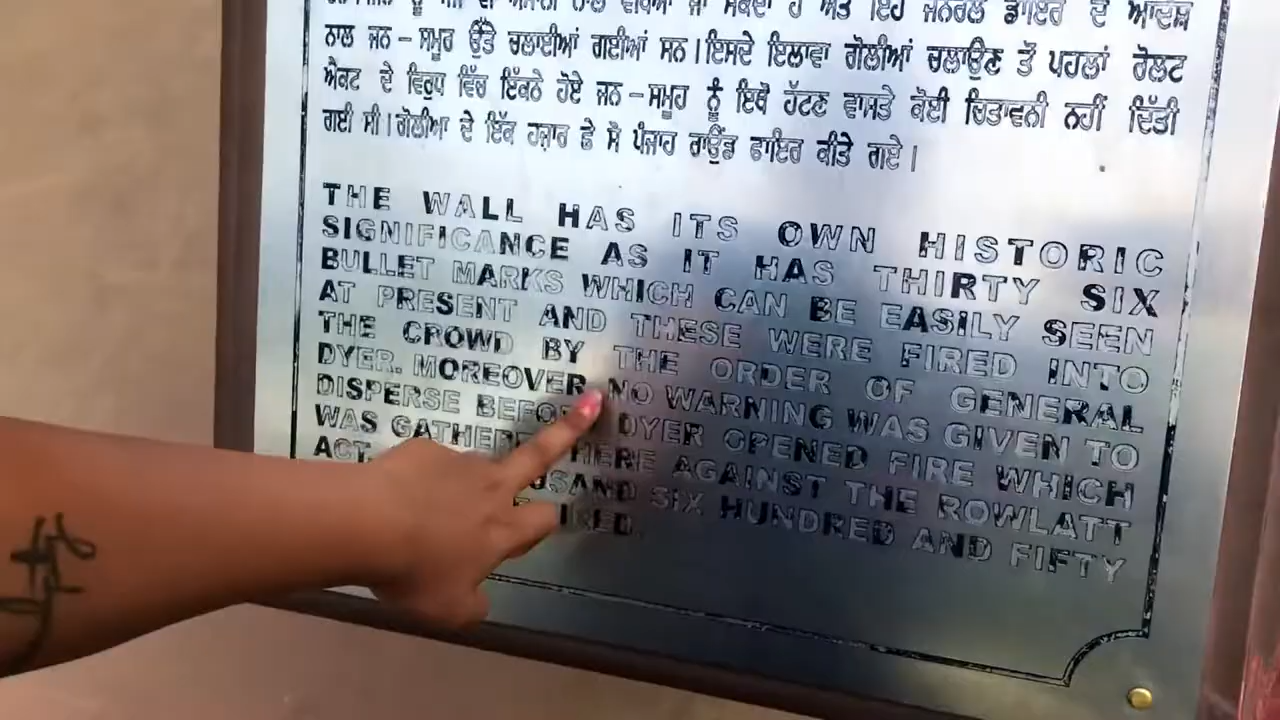 ਨਾਲ ਜਨ - ਸਮੂਹ ਉੱਤੇ ਚਲਾਈਆਂ ਗਈਆਂ ਸਨ। ਇਸਦੇ ਇਲਾਵਾ ਗੋਲੀਆਂ ਚਲਾਉਣ ਤੋਂ ਪਹਲਾਂ ਰੋਲਟ
ਐਕਟ ਦੇ ਵਿਰੁਧ ਵਿੱਚ ਇੱਕਠੇ ਹੋਏ ਜਨ - ਸਮੂਹ ਨੂੰ ਇਥੋਂ ਹੱਟਣ ਵਾਸਤੇ ਕੋਈ ਚਿਤਾਵਨੀ ਨਹੀਂ ਦਿੱਤੀ
ਗਈ ਸੀ। ਗੋਲੀਆ ਦੇ ਇੱਕ ਹਜ਼ਾਰ ਛੇ ਸੋ ਪੰਜਾਹ ਰਾਉਂਡ ਫਾਇਰ ਕੀਤੇ ਗਏ।
THE WALL HAS ITS OWN HISTORIC
SIGNIFICANCE AS IT HAS THIRTY SIX
BULLET MARKS WHICH CAN BE EASILY SEEN
AT PRESENT AND THESE WERE FIRED INTO
THE CROWD BY THE ORDER OF GENERAL
DYER. MOREOVER NO WARNING WAS GIVEN TO
DISPERSE DYER OPENED FIRE WHICH
WAS HERE AGAINST THE ROWLATT
ACT. SIX HUNDRED AND FIFTY